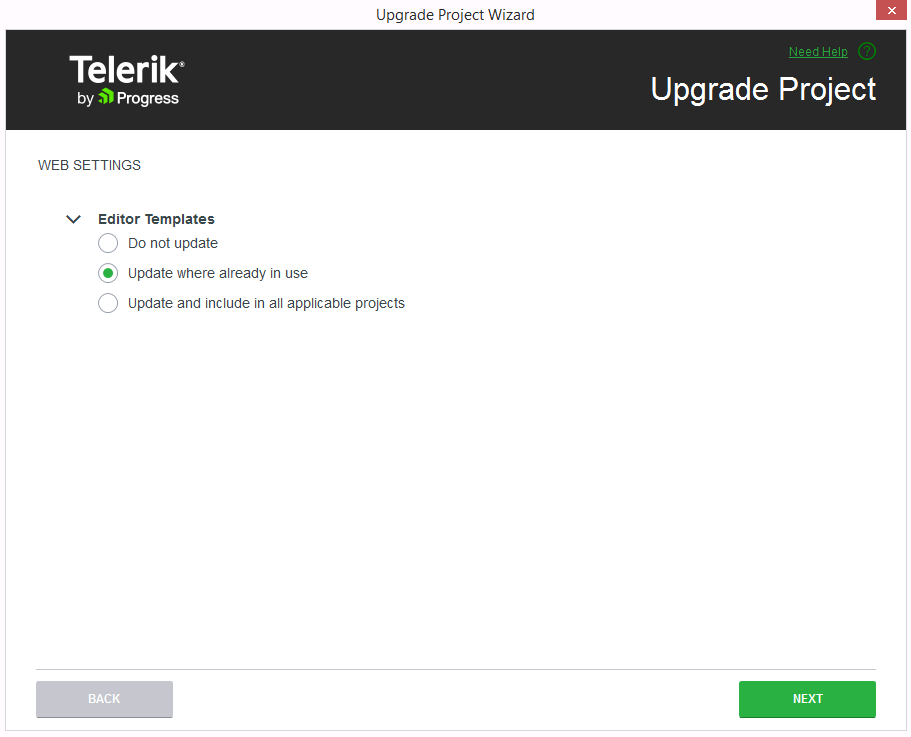 Upgrade Project Wizard
Need Help ?
Telerik®
by Progress
Upgrade Project
WEB SETTINGS
Editor Templates
Do not update
Update where already in use
Update and include in all applicable projects
BACK
NEXT